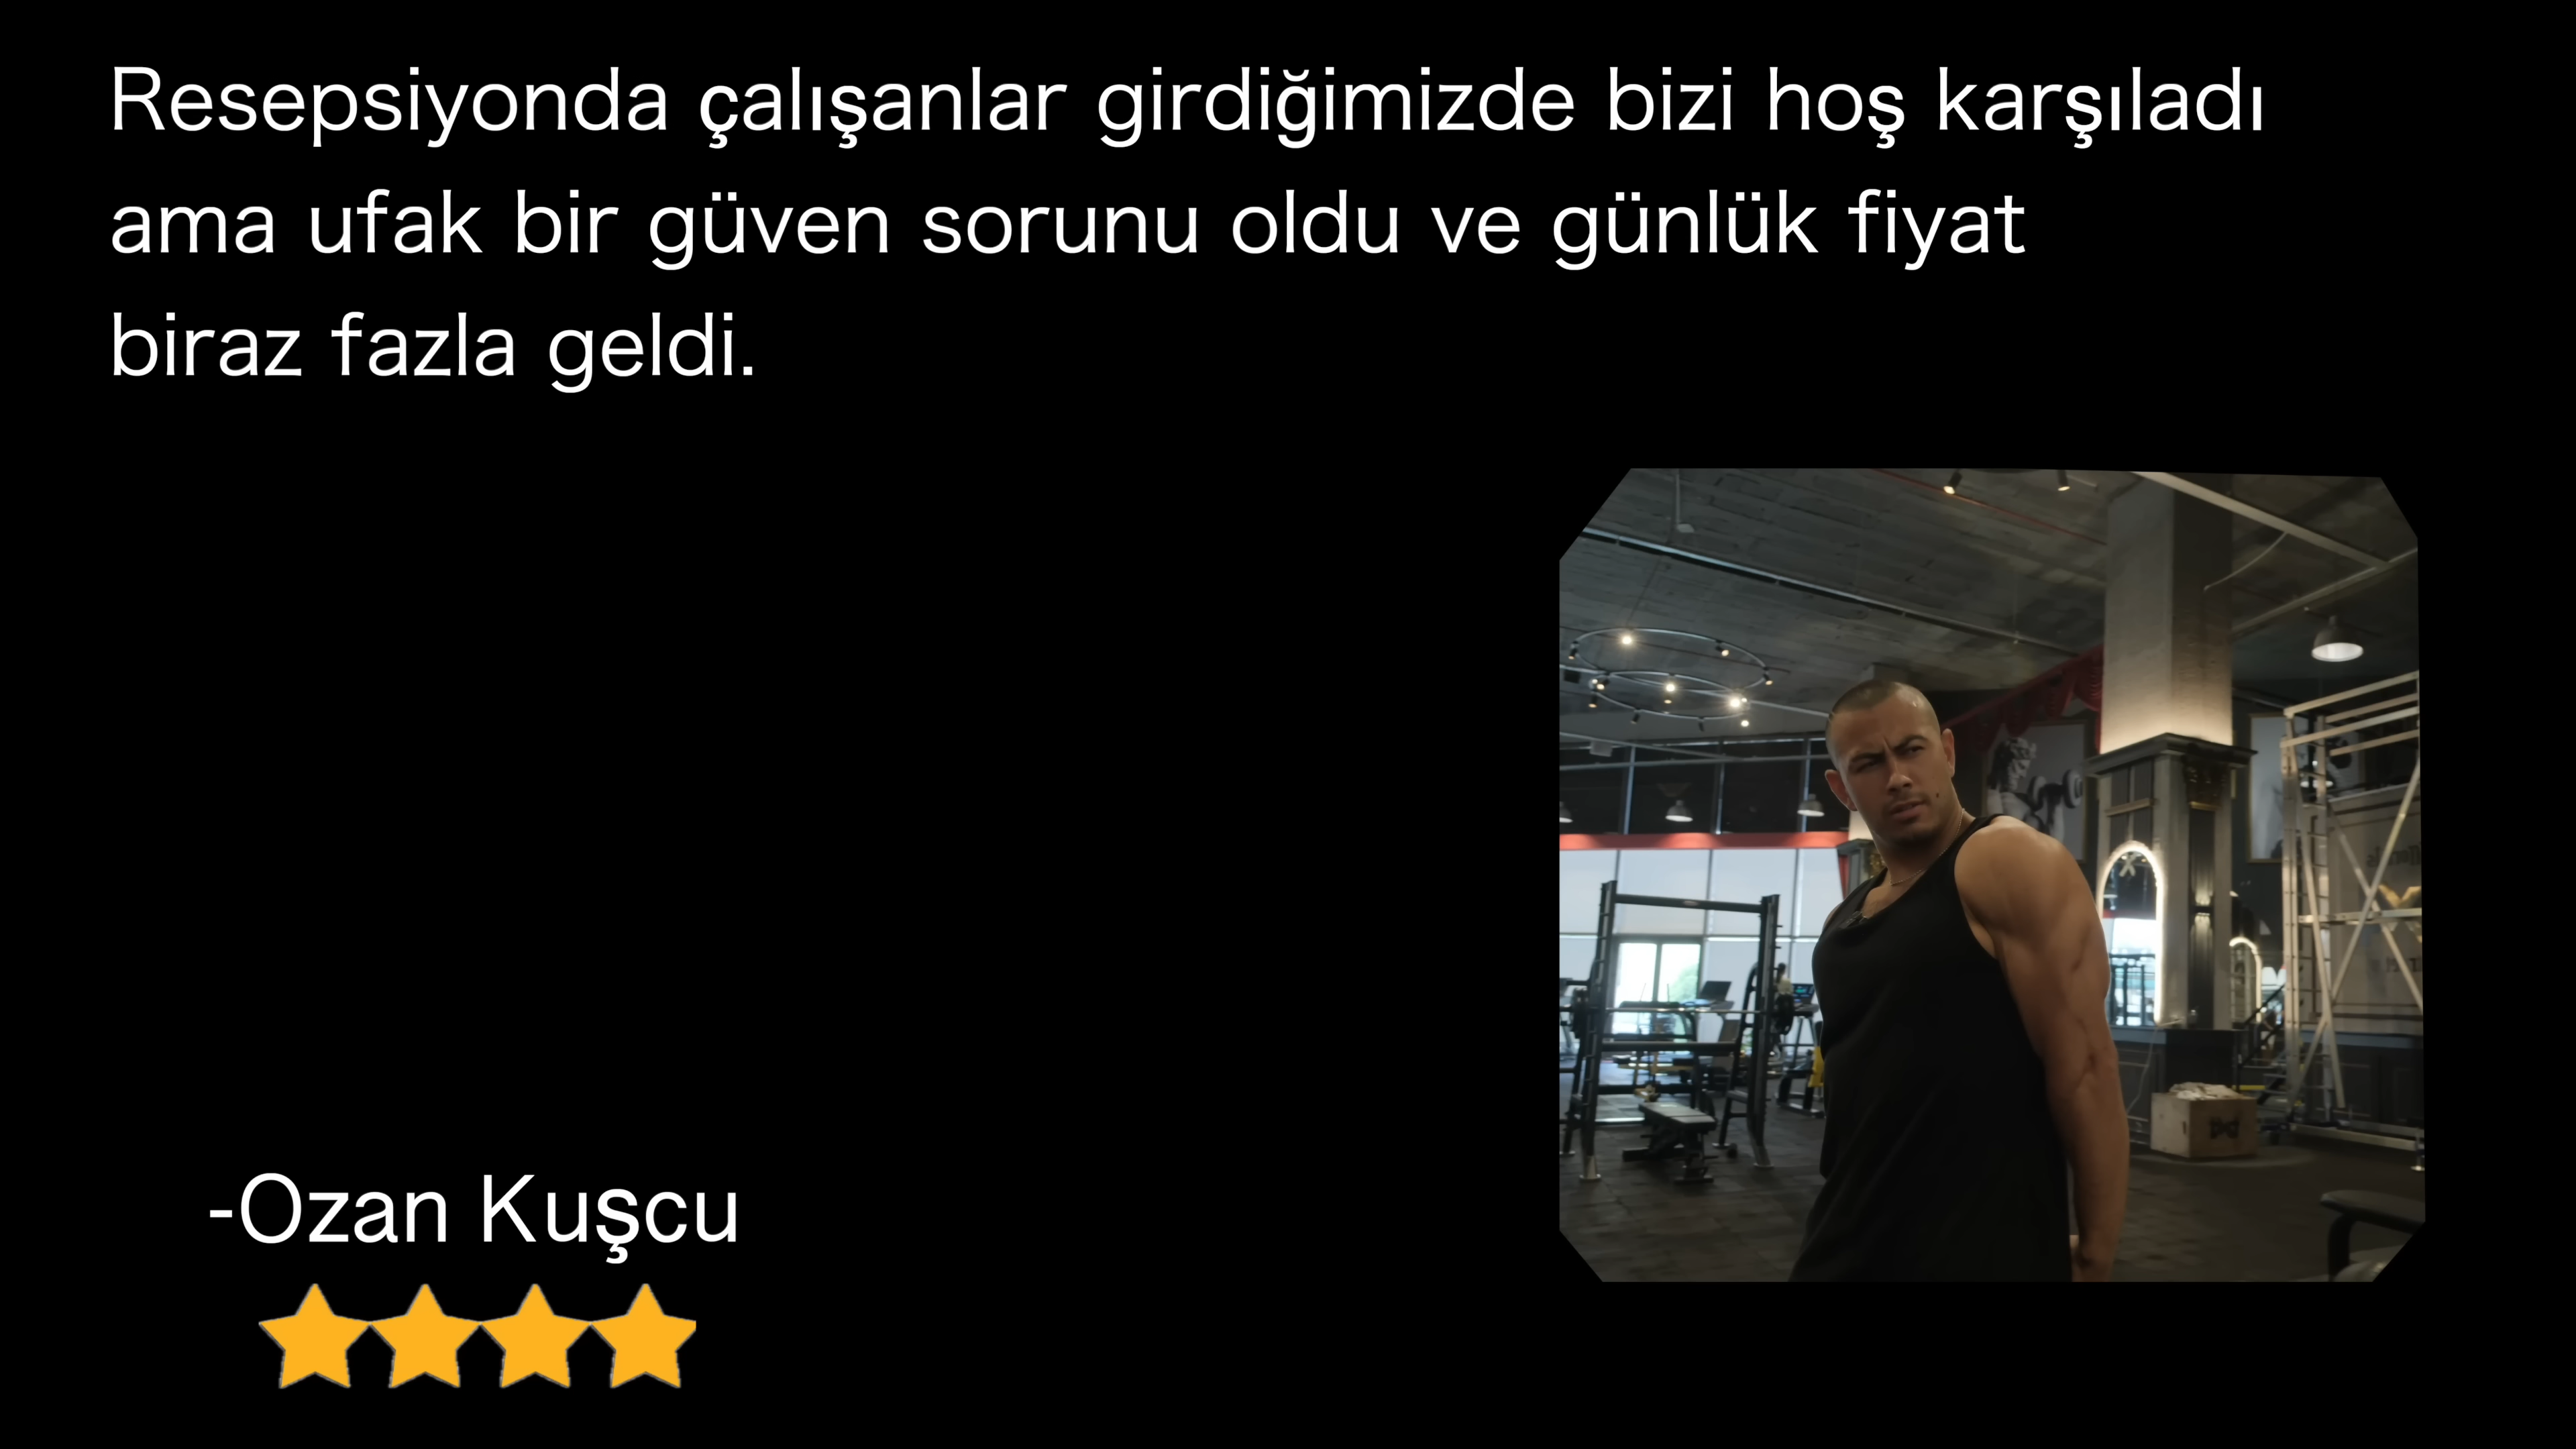 Resepsiyonda çalışanlar girdiğimizde bizi hoş karşıladı
ama ufak bir güven sorunu oldu ve günlük fiyat
biraz fazla geldi.
-Ozan Kuşcu